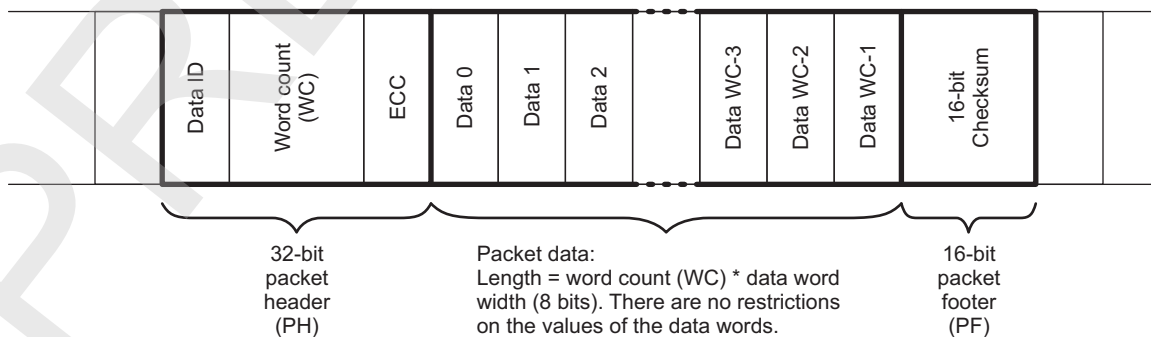 Data ID
Word count
(WC)
ECC
Data 0
Data 1
Data 2
Data WC-3
Data WC-2
Data WC-1
16-bit
Checksum
32-bit
packet
header
(PH)
Packet data:
Length = word count (WC) * data word
width (8 bits). There are no restrictions
on the values of the data words.
16-bit
packet
footer
(PF)